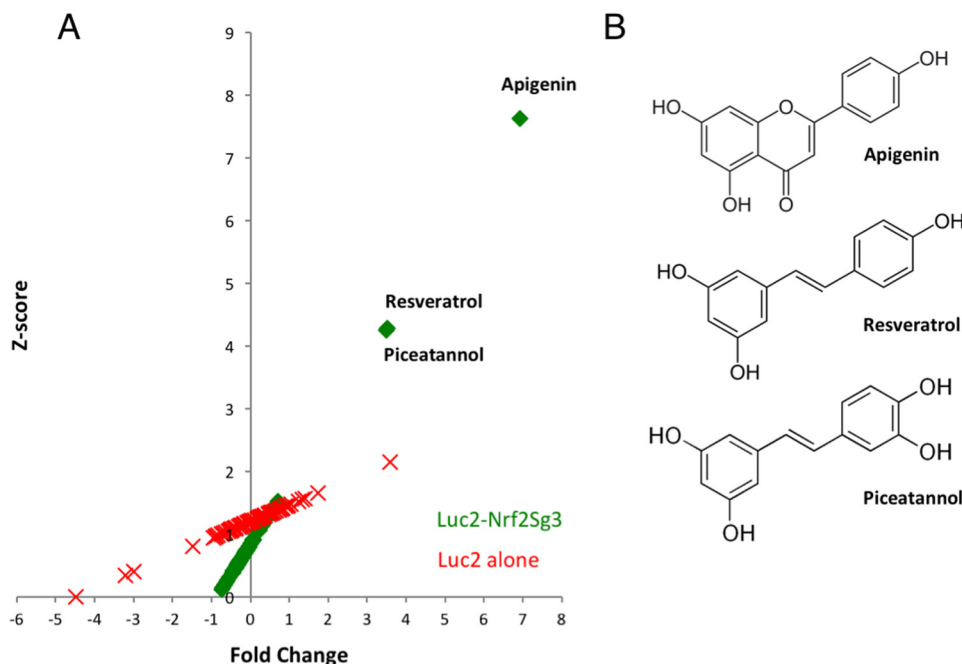 A
B
9
8
7
6
5
4
3
2
1
0
Z-score
Apigenin
Resveratrol
Piceatannol
Luc2-Nrf2Sg3
Luc2 alone
-6 -5 -4 -3 -2 -1 0 1 2 3 4 5 6 7 8
Fold Change
OH
HO
O
OH
O
Apigenin
OH
HO
OH
Resveratrol
OH
HO
OH
OH
Piceatannol